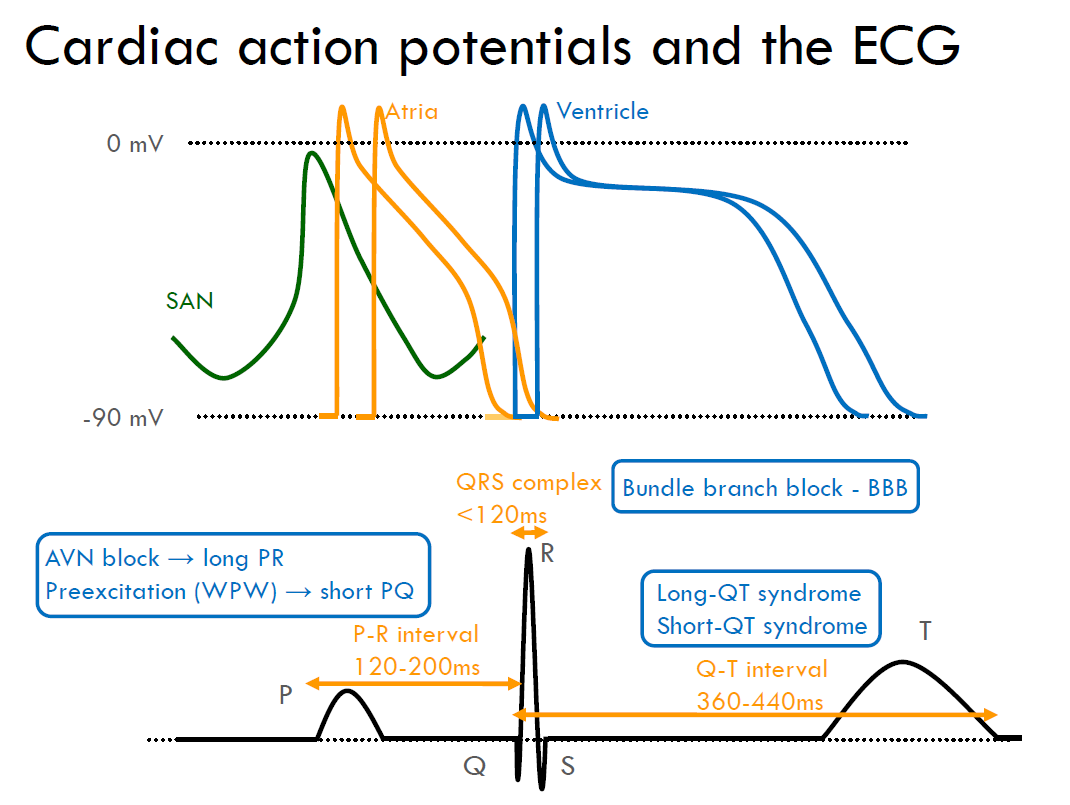 Cardiac action potentials and the ECG
Atria
Ventricle
0 mV
SAN
-90 mV
QRS complex
<120ms
Bundle branch block - BBB
R
AVN block → long PR
Preexcitation (WPW) → short PQ
Long-QT syndrome
Short-QT syndrome
T
P-R interval
120-200ms
Q-T interval
360-440ms
P
Q
S